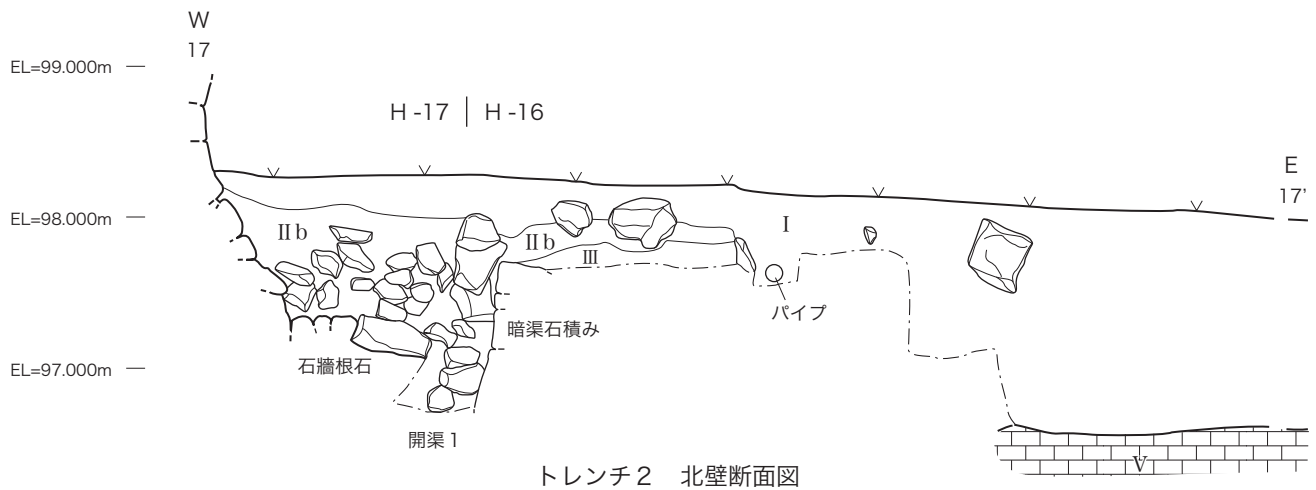 W
17
EL=99.000m
H -17 | H -16
E
17’
EL=98.000m
Ⅱb
Ⅱb
Ⅲ
I
パイプ
暗渠石積み
石牆根石
EL=97.000m
開渠1
V
トレンチ2 北壁断面図